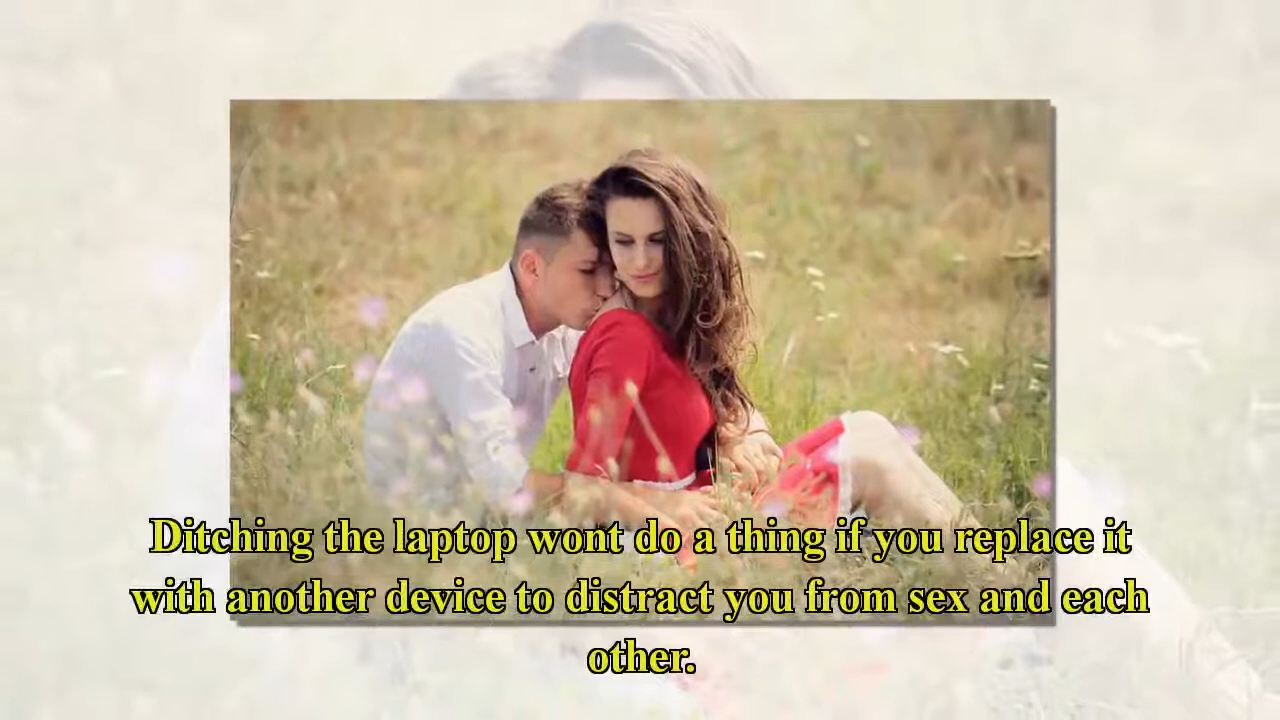 Ditching the laptop wont do a thing if you replace it
with another device to distract you from sex and each
other.